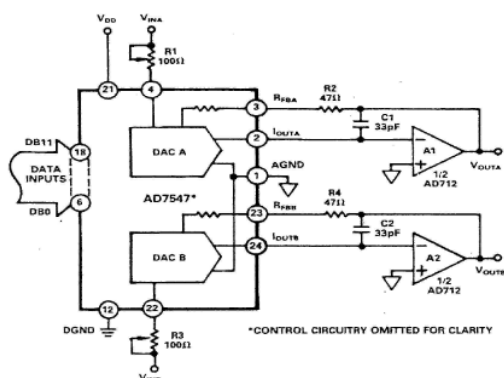 VDD
VINA
R1
100Ω
21
4
3
RFBA
R2
47Ω
C1
33pF
DB11
18
DATA
INPUTS
6
DB0
DAC A
2
IOUTA
A1
VOUTA
1
AGND
1/2
AD712
AD7547*
23
RFBB
R4
47Ω
C2
33pF
DAC B
24
IOUTB
A2
VOUTB
1/2
AD712
12
22
DGND
R3
100Ω
*CONTROL CIRCUITRY OMITTED FOR CLARITY